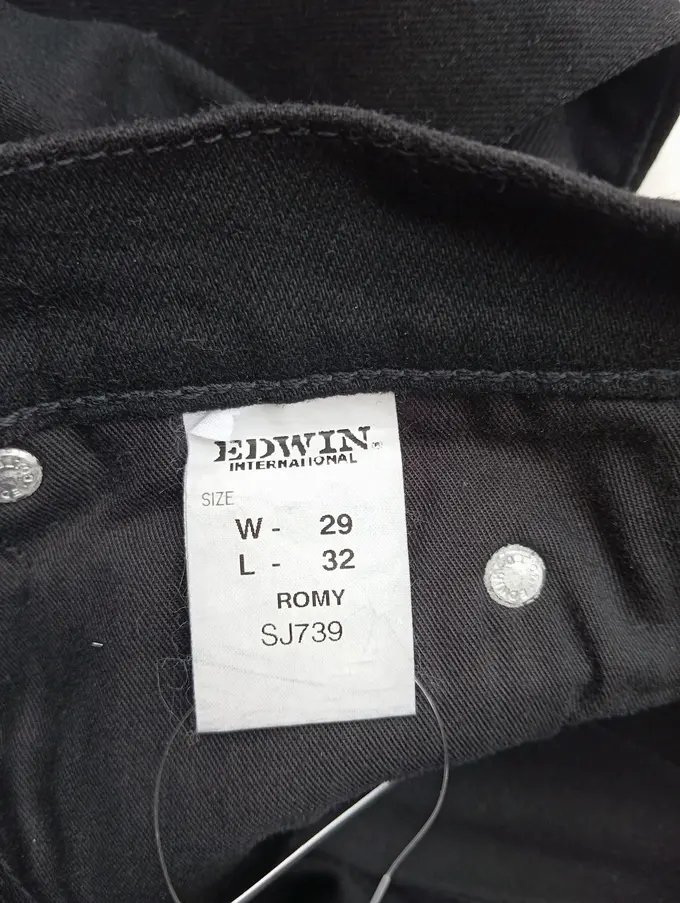 EDWIN®
INTERNATIONAL
SIZE
W - 29
L - 32
ROMY
SJ739